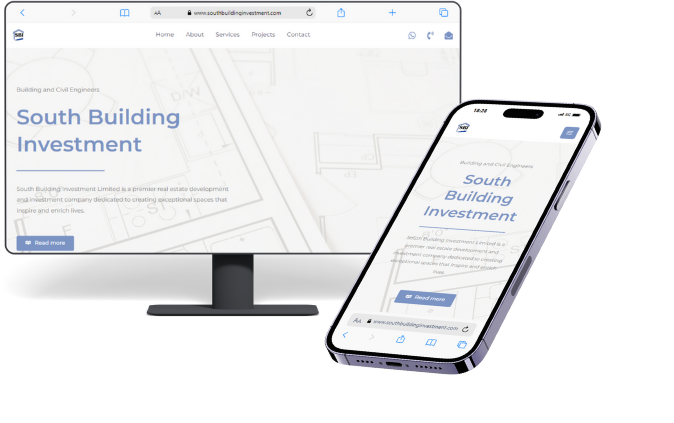 AA www.southbuildinginvestment.com
SBI
Home About Services Projects Contact
Building and Civil Engineers
South Building
Investment
South Building Investment Limited is a premier real estate development
and investment company dedicated to creating exceptional spaces that
inspire and enrich lives.
Read more
D/W
18:28
5G
SBI
Building and Civil Engineers
South
Building
Investment
South Building Investment Limited is a
premier real estate development and
investment company dedicated to creating
exceptional spaces that inspire and enrich
lives.
Read more
AA www.southbuildinginvestment.com